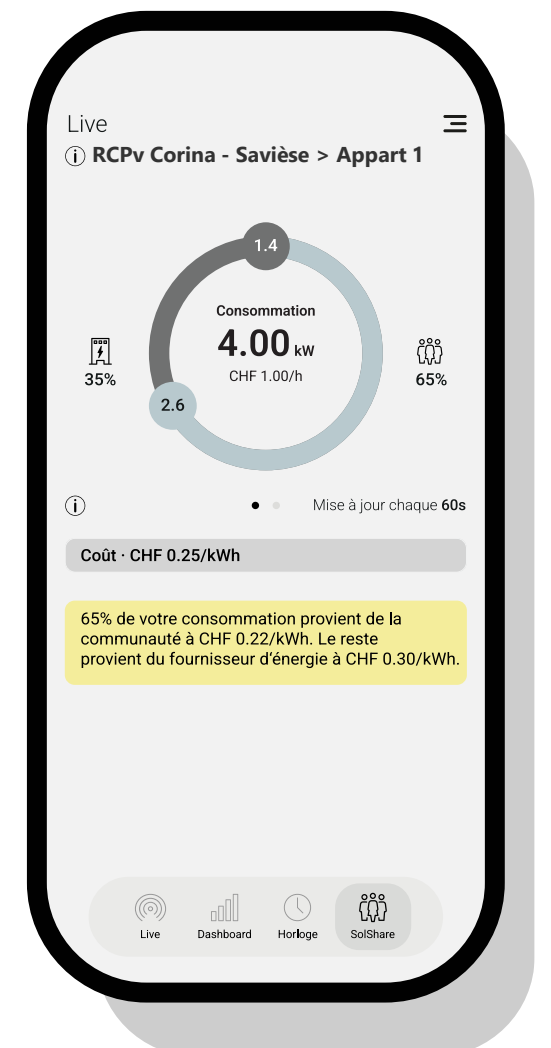 Live
RCPv Corina - Savièse > Appart 1
1.4
Consommation
4.00 kW
CHF 1.00/h
35%
65%
2.6
Mise à jour chaque 60s
Coût · CHF 0.25/kWh
65% de votre consommation provient de la
communauté à CHF 0.22/kWh. Le reste
provient du fournisseur d'énergie à CHF 0.30/kWh.
Live
Dashboard
Horloge
SolShare